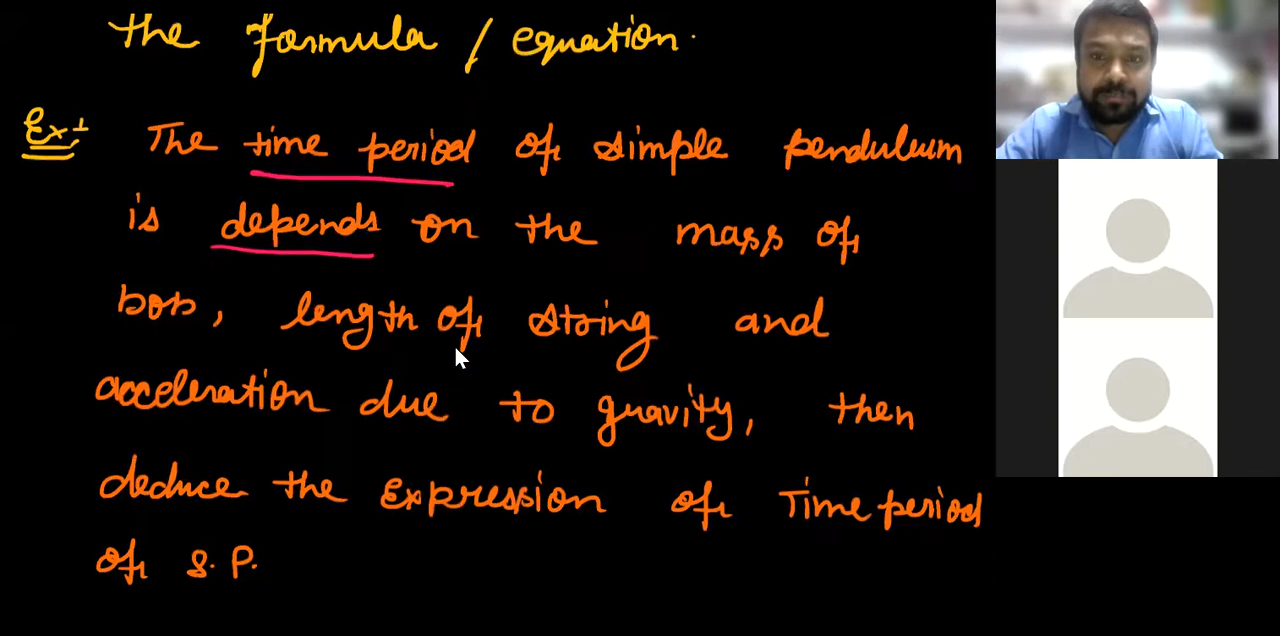 the formula / equation.
Ex:
The time period of simple pendulum
is depends on the mass of
bob, length of string and
acceleration due to gravity, then
deduce the Expression of Time period
of S.P.